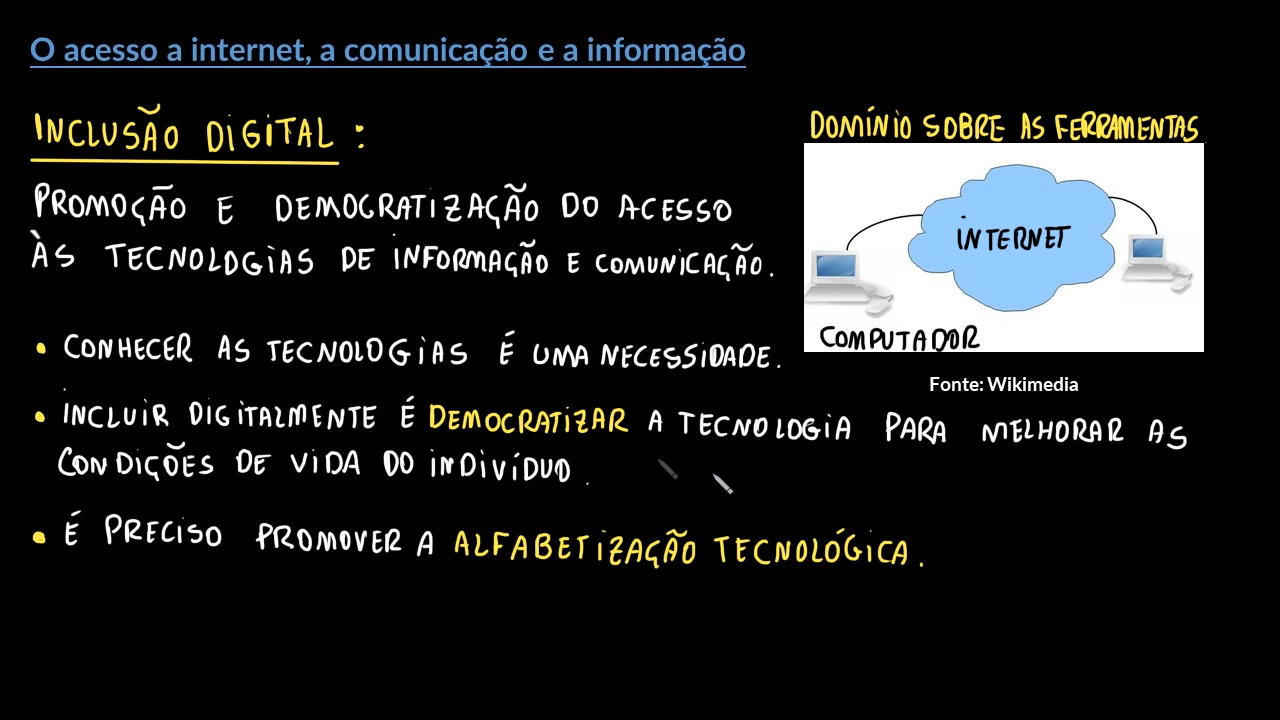 O acesso a internet, a comunicação e a informação
INCLUSÃO DIGITAL:
PROMOÇÃO E DEMOCRATIZAÇÃO DO ACESSO
ÀS TECNOLOGIAS DE INFORMAÇÃO E COMUNICAÇÃO.
DOMÍNIO SOBRE AS FERRAMENTAS
INTERNET
COMPUTADOR
Fonte: Wikimedia
• CONHECER AS TECNOLOGIAS É UMA NECESSIDADE.
• INCLUIR DIGITALMENTE É DEMOCRATIZAR A TECNOLOGIA PARA MELHORAR AS
CONDIÇÕES DE VIDA DO INDIVÍDUO.
• É PRECISO PROMOVER A ALFABETIZAÇÃO TECNOLÓGICA.